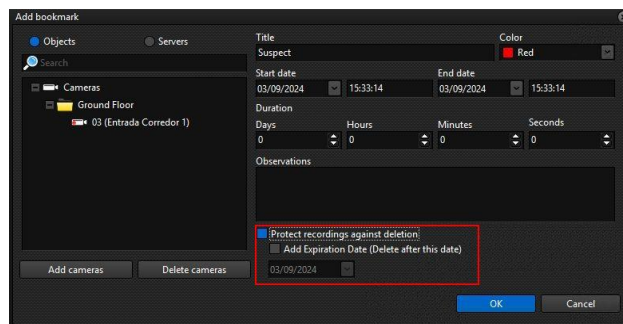 Add bookmark
Objects Servers
Search
Cameras
Ground Floor
03 (Entrada Corredor 1)
Add cameras Delete cameras
Title Color
Suspect Red
Start date End date
03/09/2024 15:33:14 03/09/2024 15:33:14
Duration
Days Hours Minutes Seconds
0 0 0 0
Observations
Protect recordings against deletion
Add Expiration Date (Delete after this date)
03/09/2024
OK Cancel